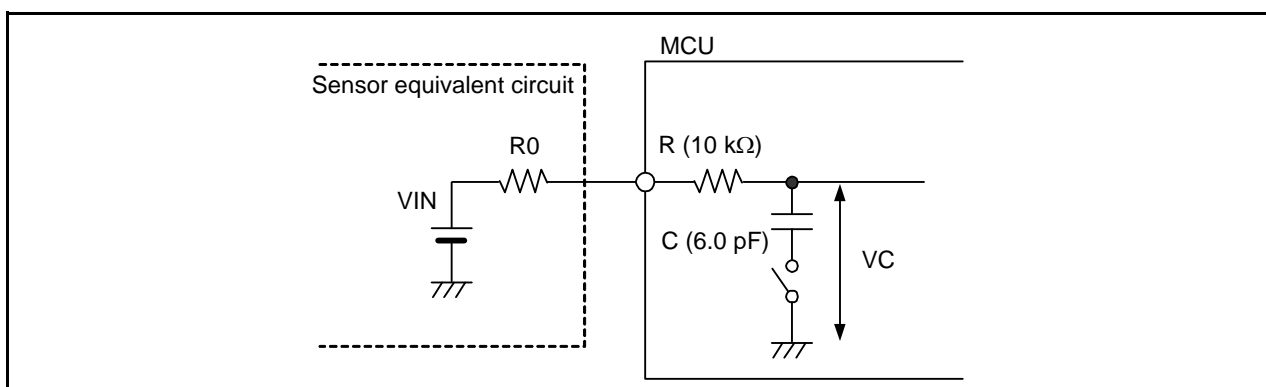 MCU
Sensor equivalent circuit
R0
R (10 kΩ)
VIN
C (6.0 pF)
VC